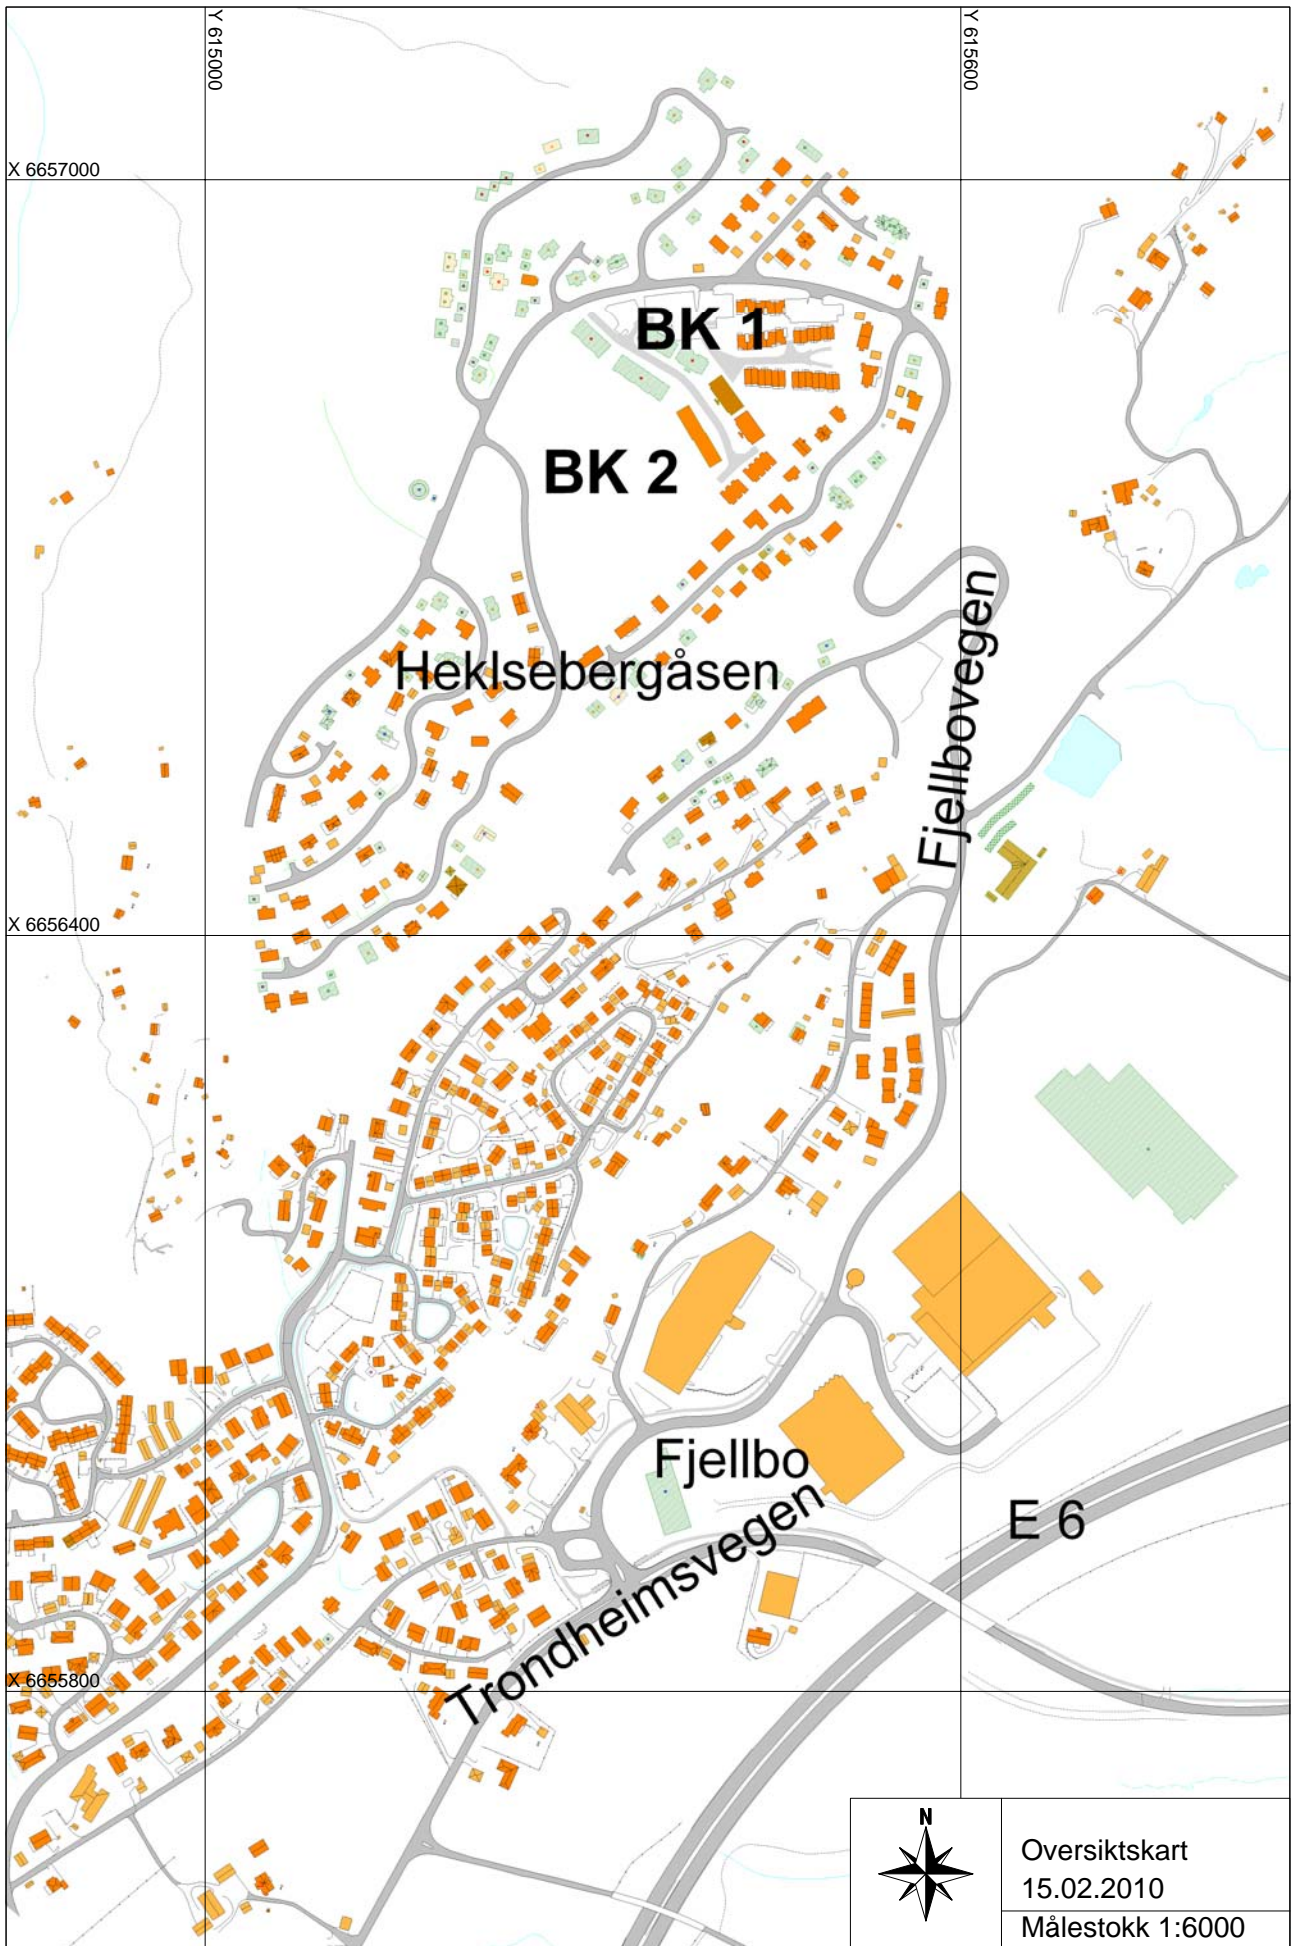 Y 615000
Y 615600
X 6657000
BK 1
BK 2
Heklsebergåsen
Fjellbovegen
X 6656400
Fjellbo
E 6
Trondheimsvegen
X 6655800
N
Oversiktskart
15.02.2010
Målestokk 1:6000